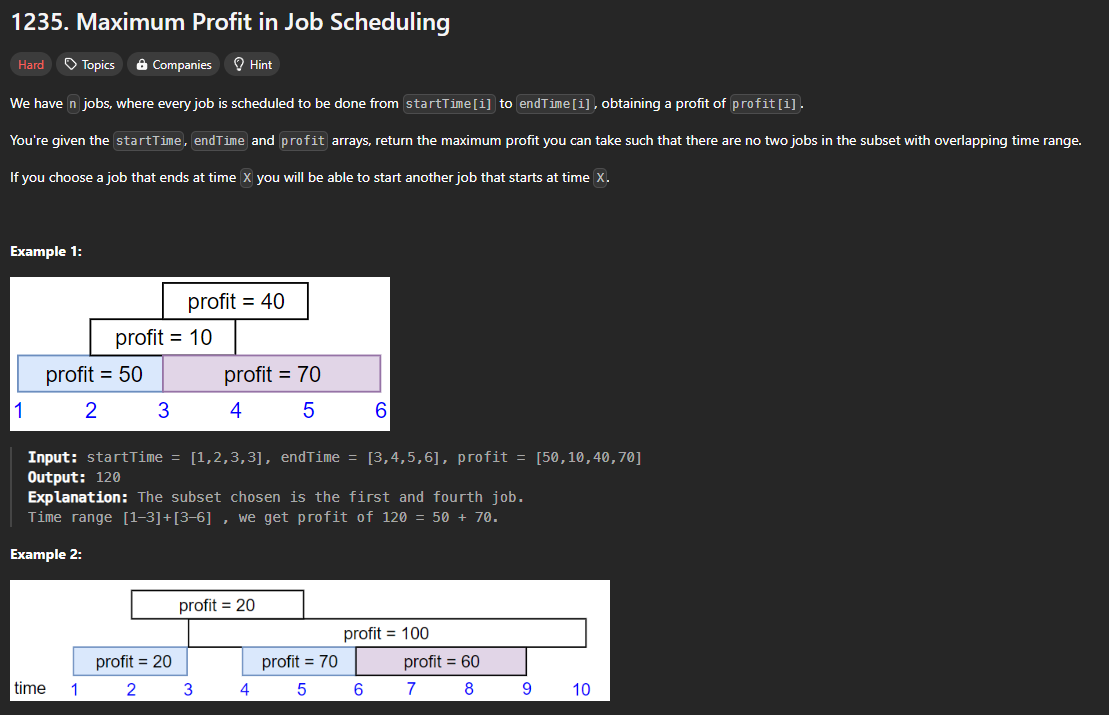 1235. Maximum Profit in Job Scheduling
Hard Topics Companies Hint
We have n jobs, where every job is scheduled to be done from startTime[i] to endTime[i], obtaining a profit of profit[i].
You're given the startTime, endTime and profit arrays, return the maximum profit you can take such that there are no two jobs in the subset with overlapping time range.
If you choose a job that ends at time X you will be able to start another job that starts at time X.
Example 1:
profit = 40
profit = 10
profit = 50 profit = 70
1 2 3 4 5 6
Input: startTime = [1,2,3,3], endTime = [3,4,5,6], profit = [50,10,40,70]
Output: 120
Explanation: The subset chosen is the first and fourth job.
Time range [1-3]+[3-6] , we get profit of 120 = 50 + 70.
Example 2:
profit = 20
profit = 100
profit = 20 profit = 70 profit = 60
time 1 2 3 4 5 6 7 8 9 10